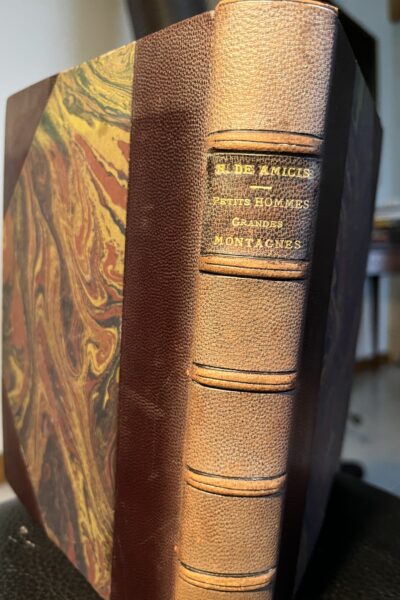 H. DE AMICIS
PETITS HOMMES
GRANDES
MONTAGNES